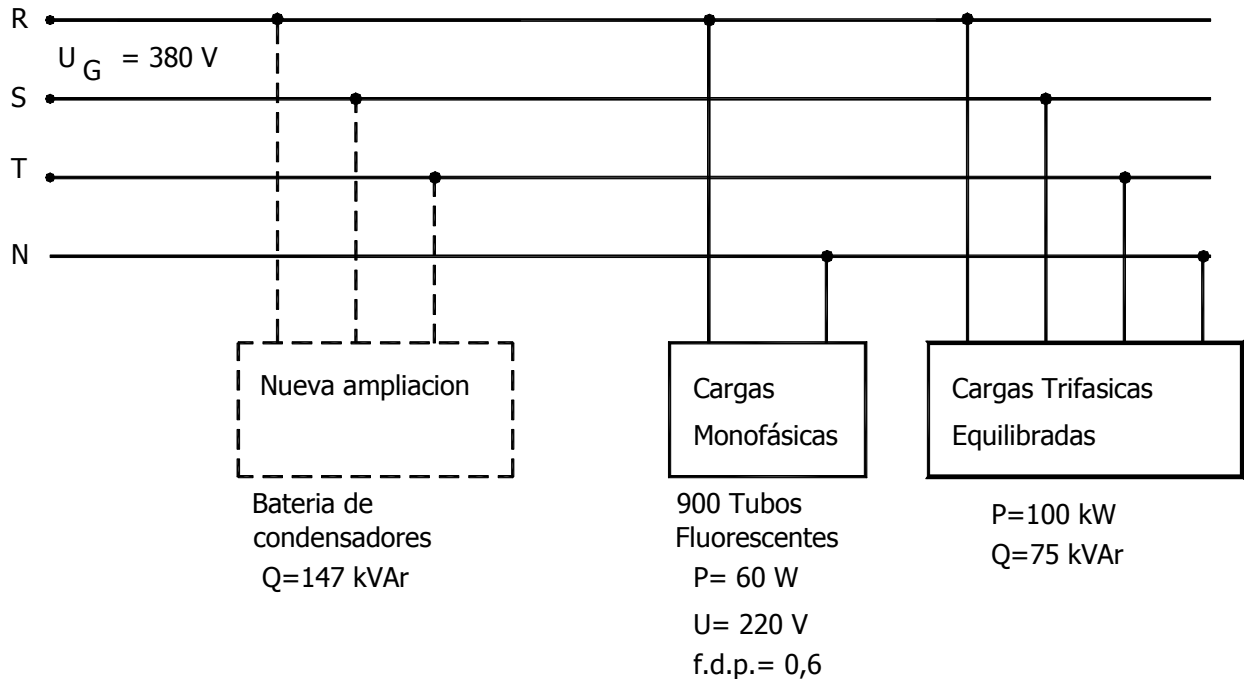 R
U G = 380 V
S
T
N
Nueva ampliacion
Bateria de
condensadores
Q=147 kVAr
Cargas
Monofásicas
900 Tubos
Fluorescentes
P= 60 W
U= 220 V
f.d.p.= 0,6
Cargas Trifasicas
Equilibradas
P=100 kW
Q=75 kVAr